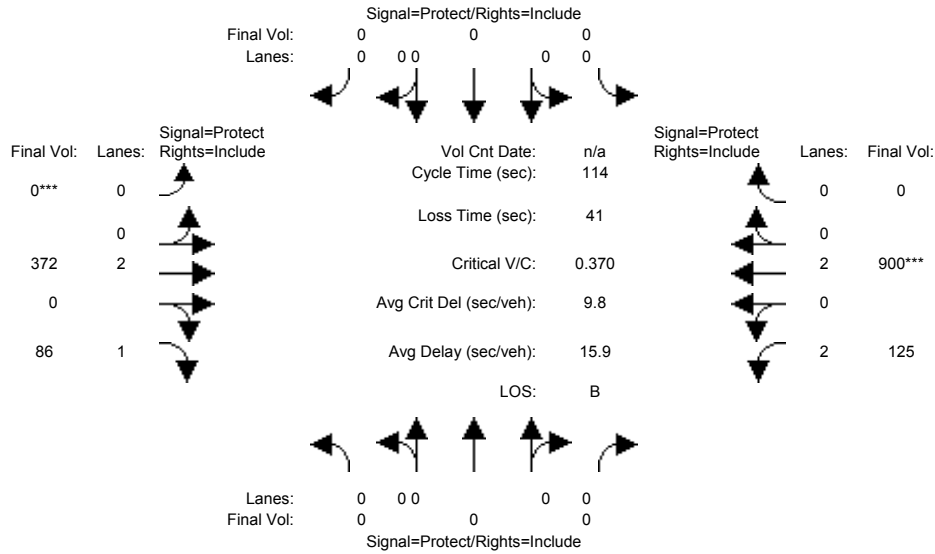 Signal=Protect/Rights=Include
Final Vol: 0 0 0
Lanes: 0 0 0 0 0
Signal=Protect Signal=Protect
Final Vol: Lanes: Rights=Include Vol Cnt Date: n/a Rights=Include Lanes: Final Vol:
Cycle Time (sec): 114
0*** 0 0 0
Loss Time (sec): 41
0 0
372 2 Critical V/C: 0.370 2 900***
0 Avg Crit Del (sec/veh): 9.8 0
86 1 Avg Delay (sec/veh): 15.9 2 125
LOS: B
Lanes: 0 0 0 0 0
Final Vol: 0 0 0
Signal=Protect/Rights=Include